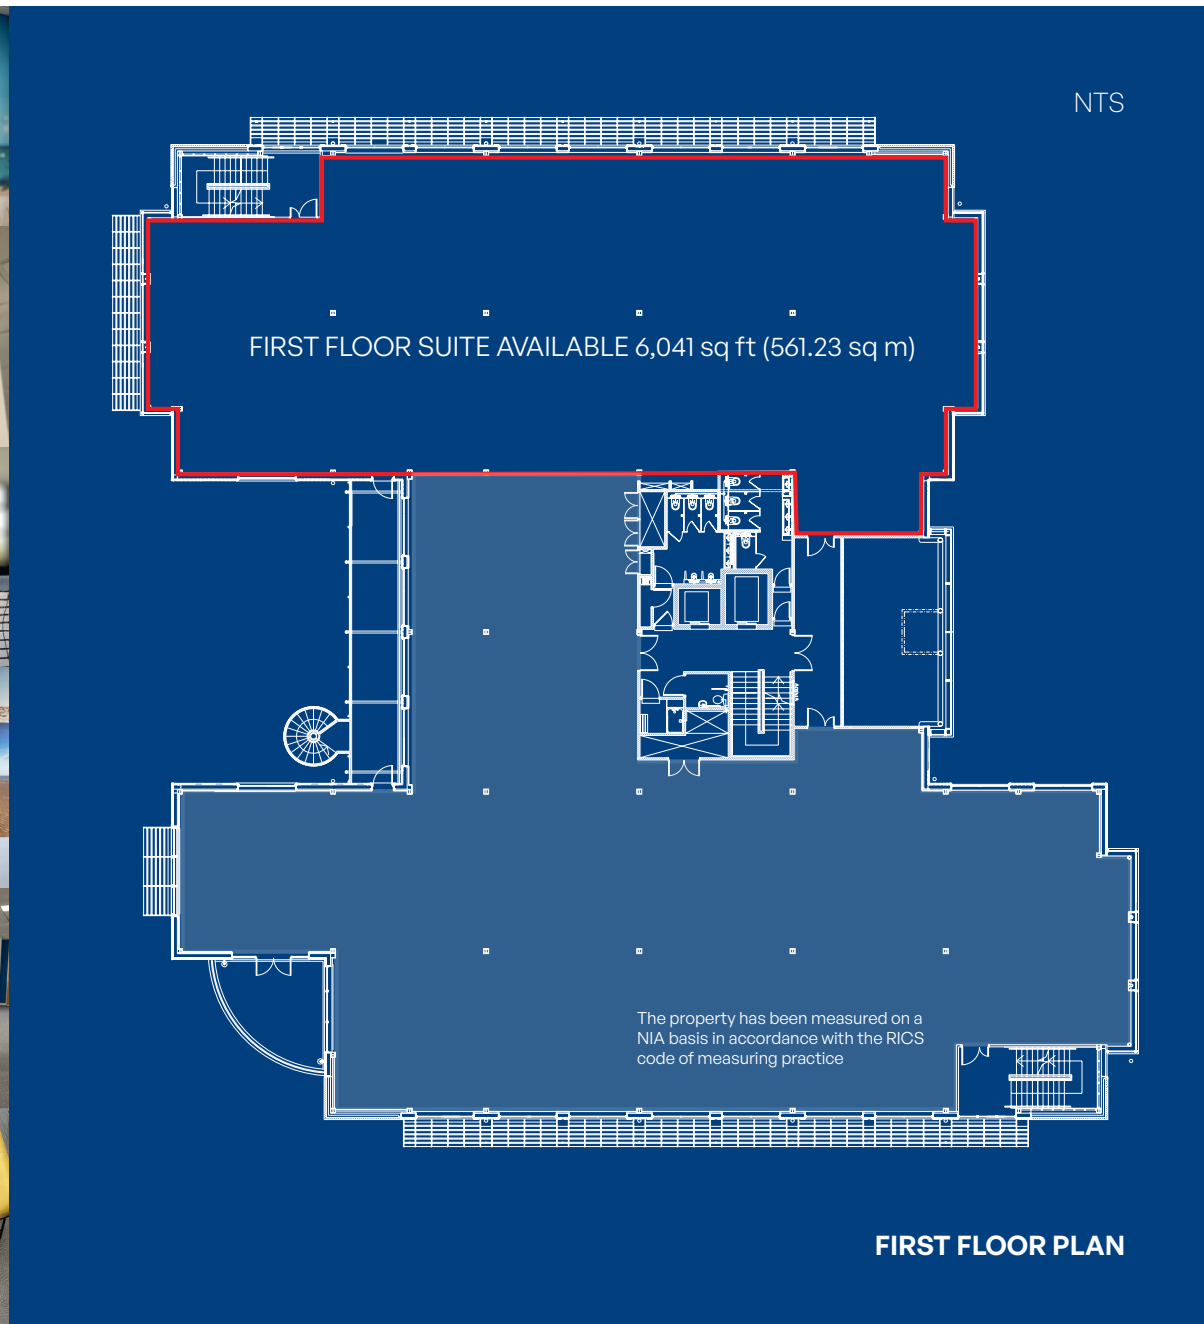 NTS
FIRST FLOOR SUITE AVAILABLE 6,041 sq ft (561.23 sq m)
The property has been measured on a
NIA basis in accordance with the RICS
code of measuring practice
FIRST FLOOR PLAN